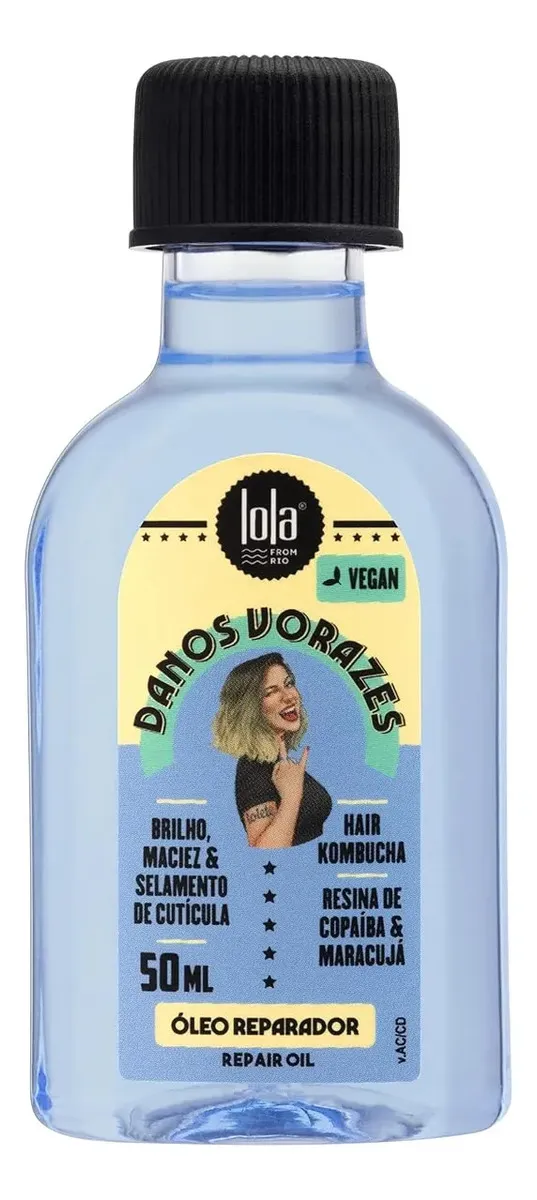 lola®
FROM
RIO
VEGAN
DANOS VORAZES
BRILHO,
MACIEZ &
SELAMENTO
DE CUTÍCULA
50ML
HAIR
KOMBUCHA
RESINA DE
COPAÍBA &
MARACUJÁ
ÓLEO REPARADOR
REPAIR OIL
v.AC/CD